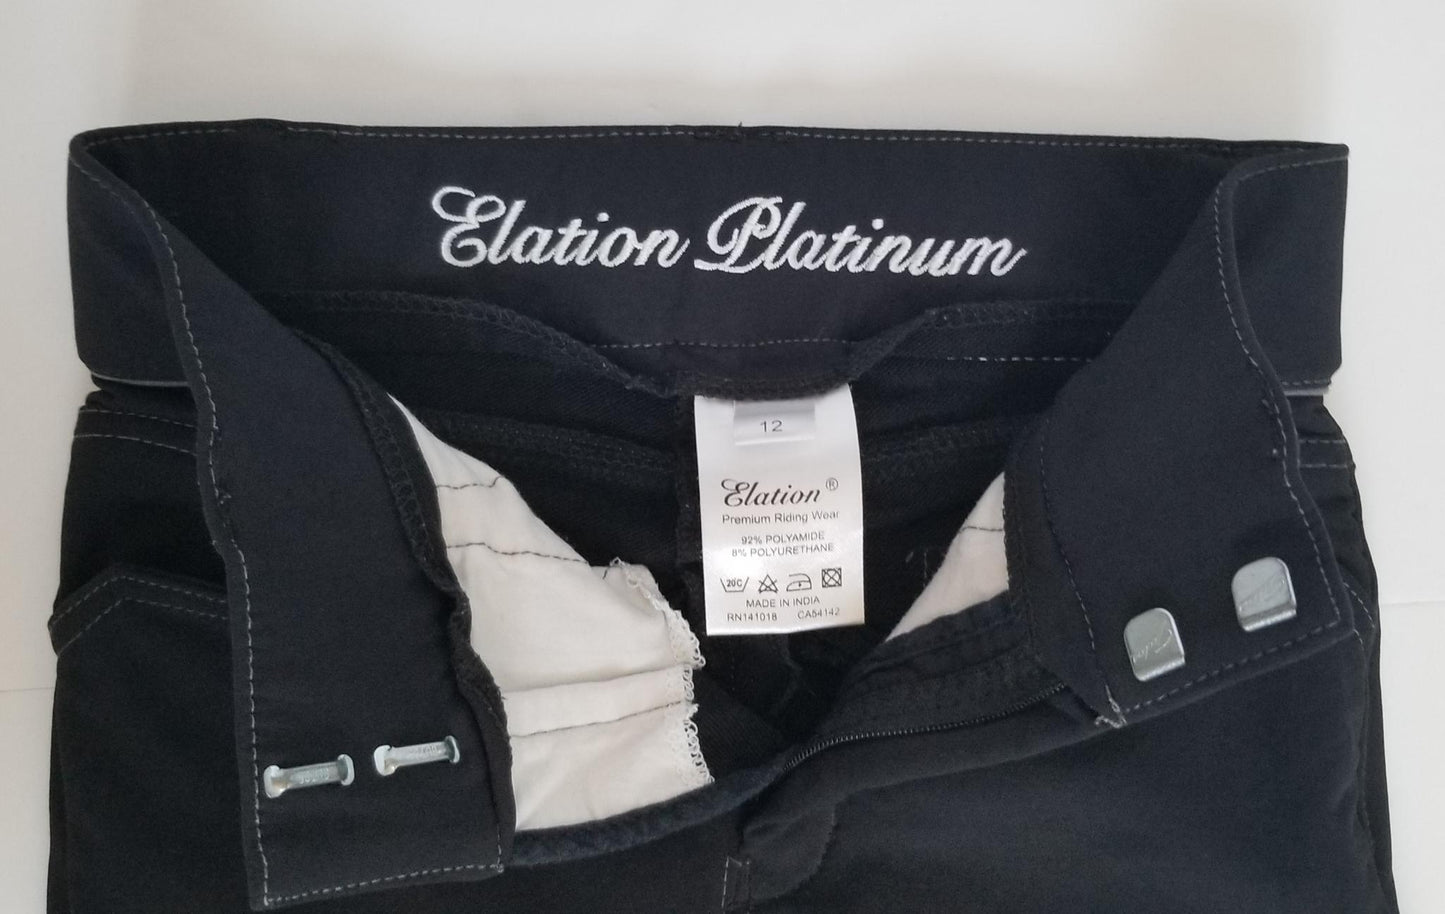 Elation Platinum
12
Elation®
Premium Riding Wear
92% POLYAMIDE
8% POLYURETHANE
20C
MADE IN INDIA
RN141018 CA54142